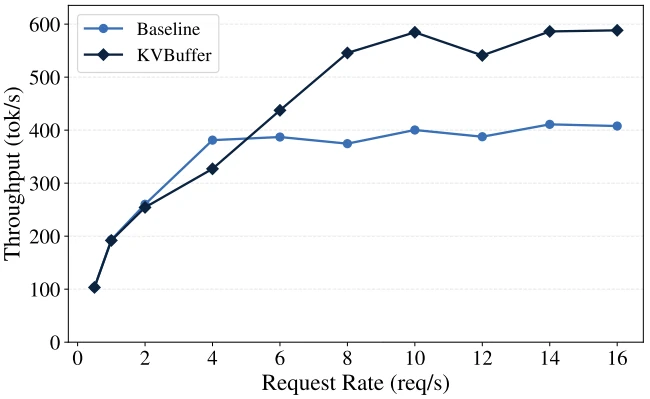 Baseline
KVBuffer
Throughput (tok/s)
600
500
400
300
200
100
0
0 2 4 6 8 10 12 14 16
Request Rate (req/s)